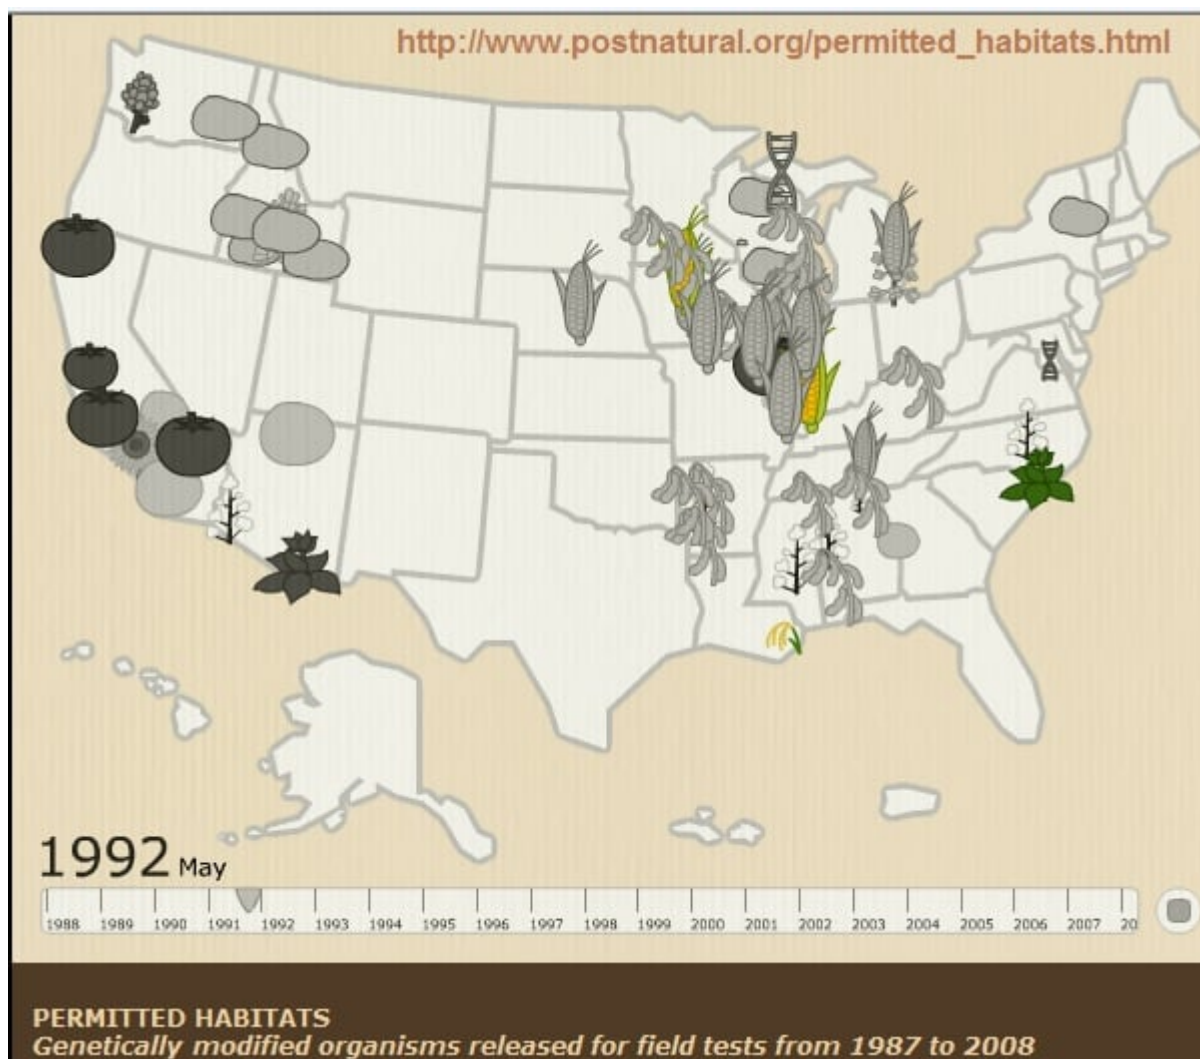 http://www.postnatural.org/permitted_habitats.html
1992 May
1988 1989 1990 1991 1992 1993 1994 1995 1996 1997 1998 1999 2000 2001 2002 2003 2004 2005 2006 2007 20
PERMITTED HABITATS
Genetically modified organisms released for field tests from 1987 to 2008